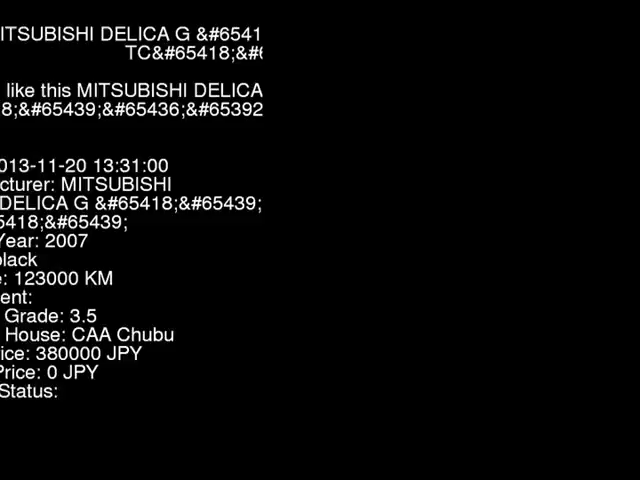 ITSUBISHI DELICA G &#6541
TC&#65418;&#6
like this MITSUBISHI DELICA
8;&#65439;&#65436;&#65392
013-11-20 13:31:00
cturer: MITSUBISHI
DELICA G &#65418;&#65439;
5418;&#65439;
Year: 2007
black
e: 123000 KM
ent:
Grade: 3.5
House: CAA Chubu
ice: 380000 JPY
Price: 0 JPY
Status: